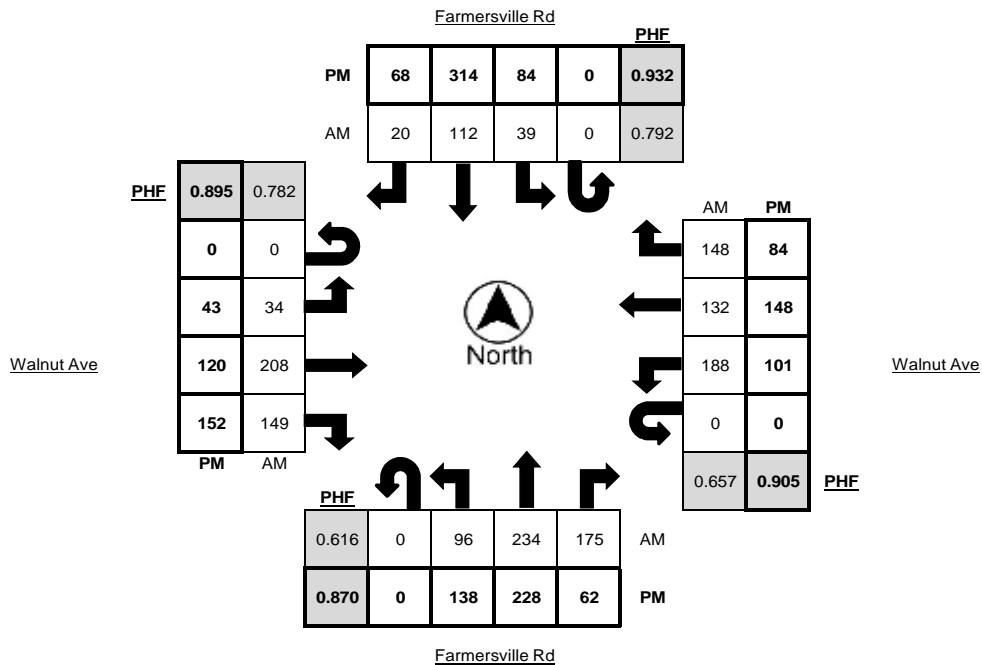 Farmersville Rd
PHF
PM 68 314 84 0 0.932
AM 20 112 39 0 0.792
PHF 0.895 0.782
AM PM
0 0
148 84
43 34
132 148
North
Walnut Ave
120 208
188 101
Walnut Ave
152 149
0 0
PM AM
0.657 0.905 PHF
PHF
0.616 0 96 234 175 AM
0.870 0 138 228 62 PM
Farmersville Rd